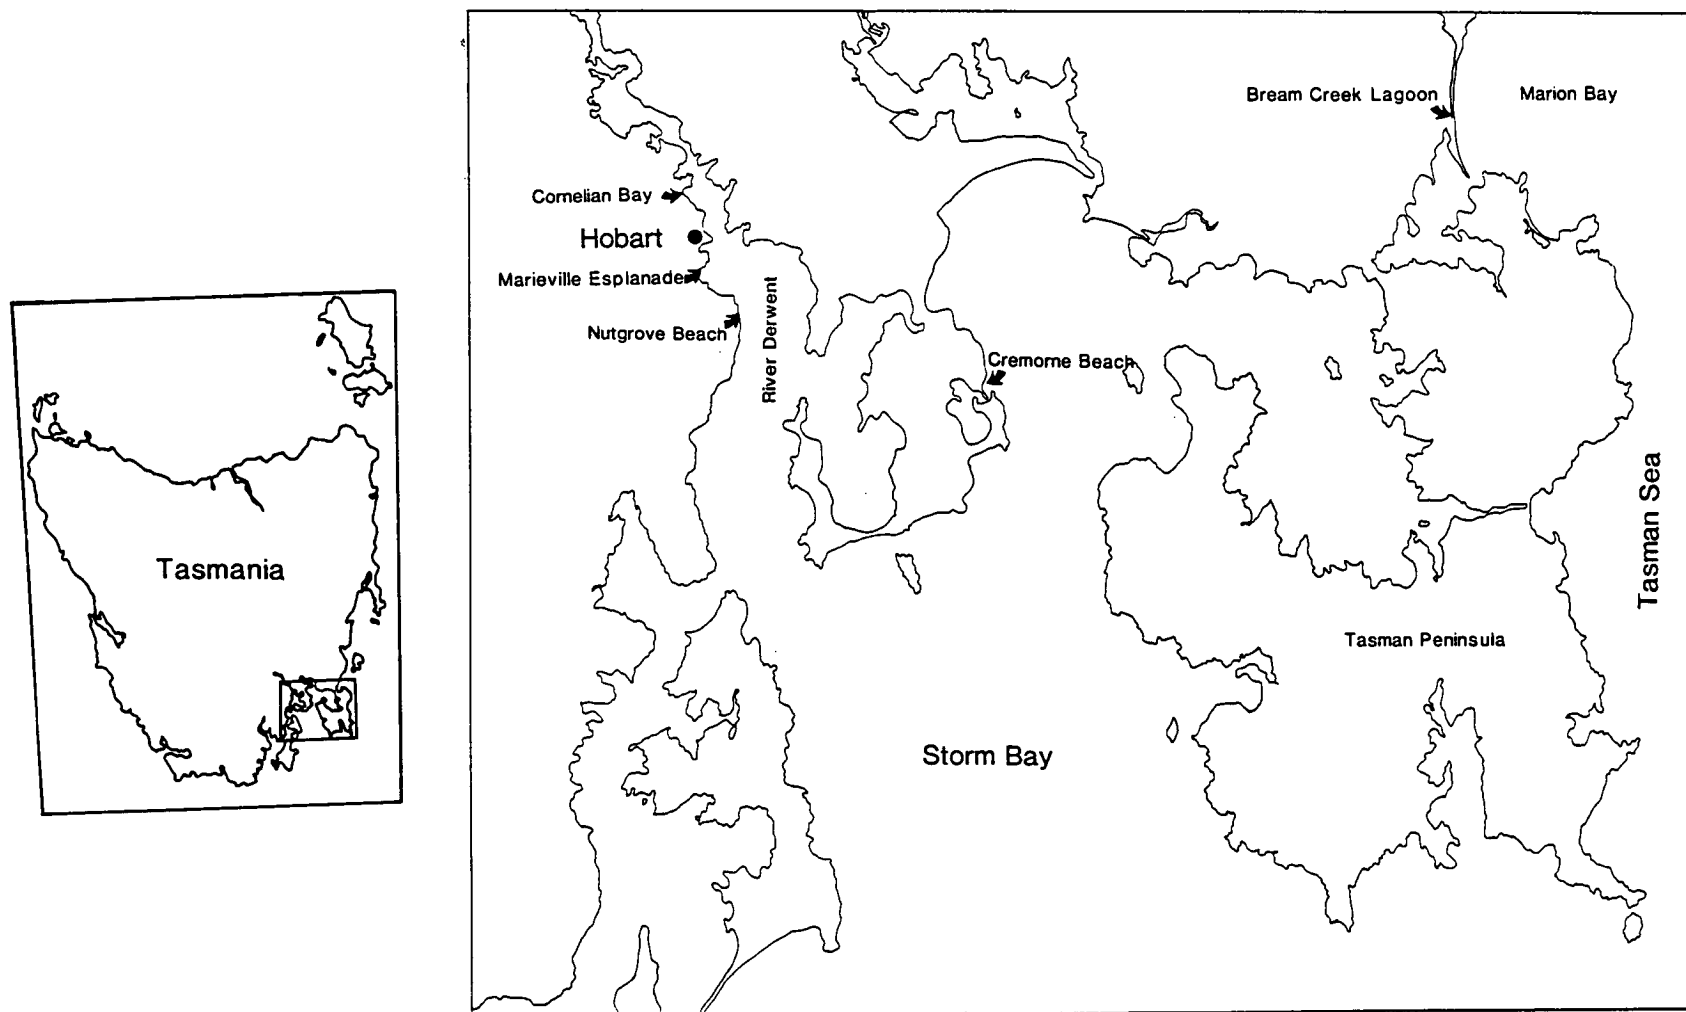 Bream Creek Lagoon
Marion Bay
Cornelian Bay
Hobart
Marieville Esplanade
Nutgrove Beach
River Derwent
Cremorne Beach
Tasman Sea
Tasmania
Tasman Peninsula
Storm Bay